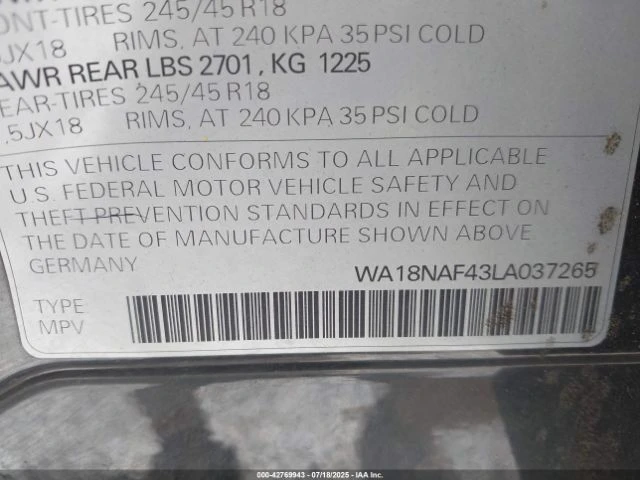 ONT-TIRES 245/45 R18
JX18 RIMS, AT 240 KPA 35 PSI COLD
AWR REAR LBS 2701, KG 1225
EAR-TIRES 245/45 R18
.5JX18 RIMS, AT 240 KPA 35 PSI COLD
THIS VEHICLE CONFORMS TO ALL APPLICABLE
U.S. FEDERAL MOTOR VEHICLE SAFETY AND
THEFT PREVENTION STANDARDS IN EFFECT ON
THE DATE OF MANUFACTURE SHOWN ABOVE
GERMANY WA18NAF43LA037265
TYPE
MPV
000-42769943 - 07/18/2025 - IAA Inc.